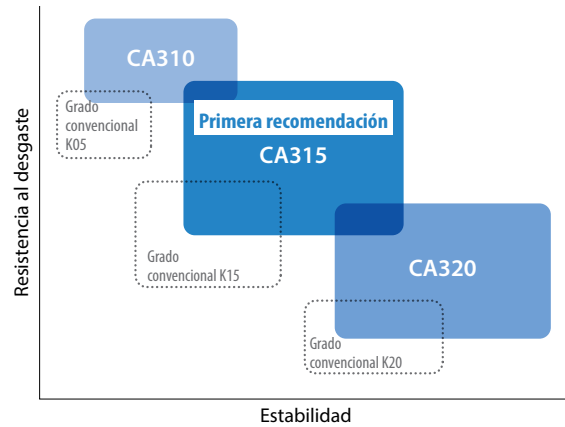 CA310
Grado
convencional
K05
Primera recomendación
CA315
Grado
convencional K15
CA320
Grado
convencional K20
Resistencia al desgaste
Estabilidad